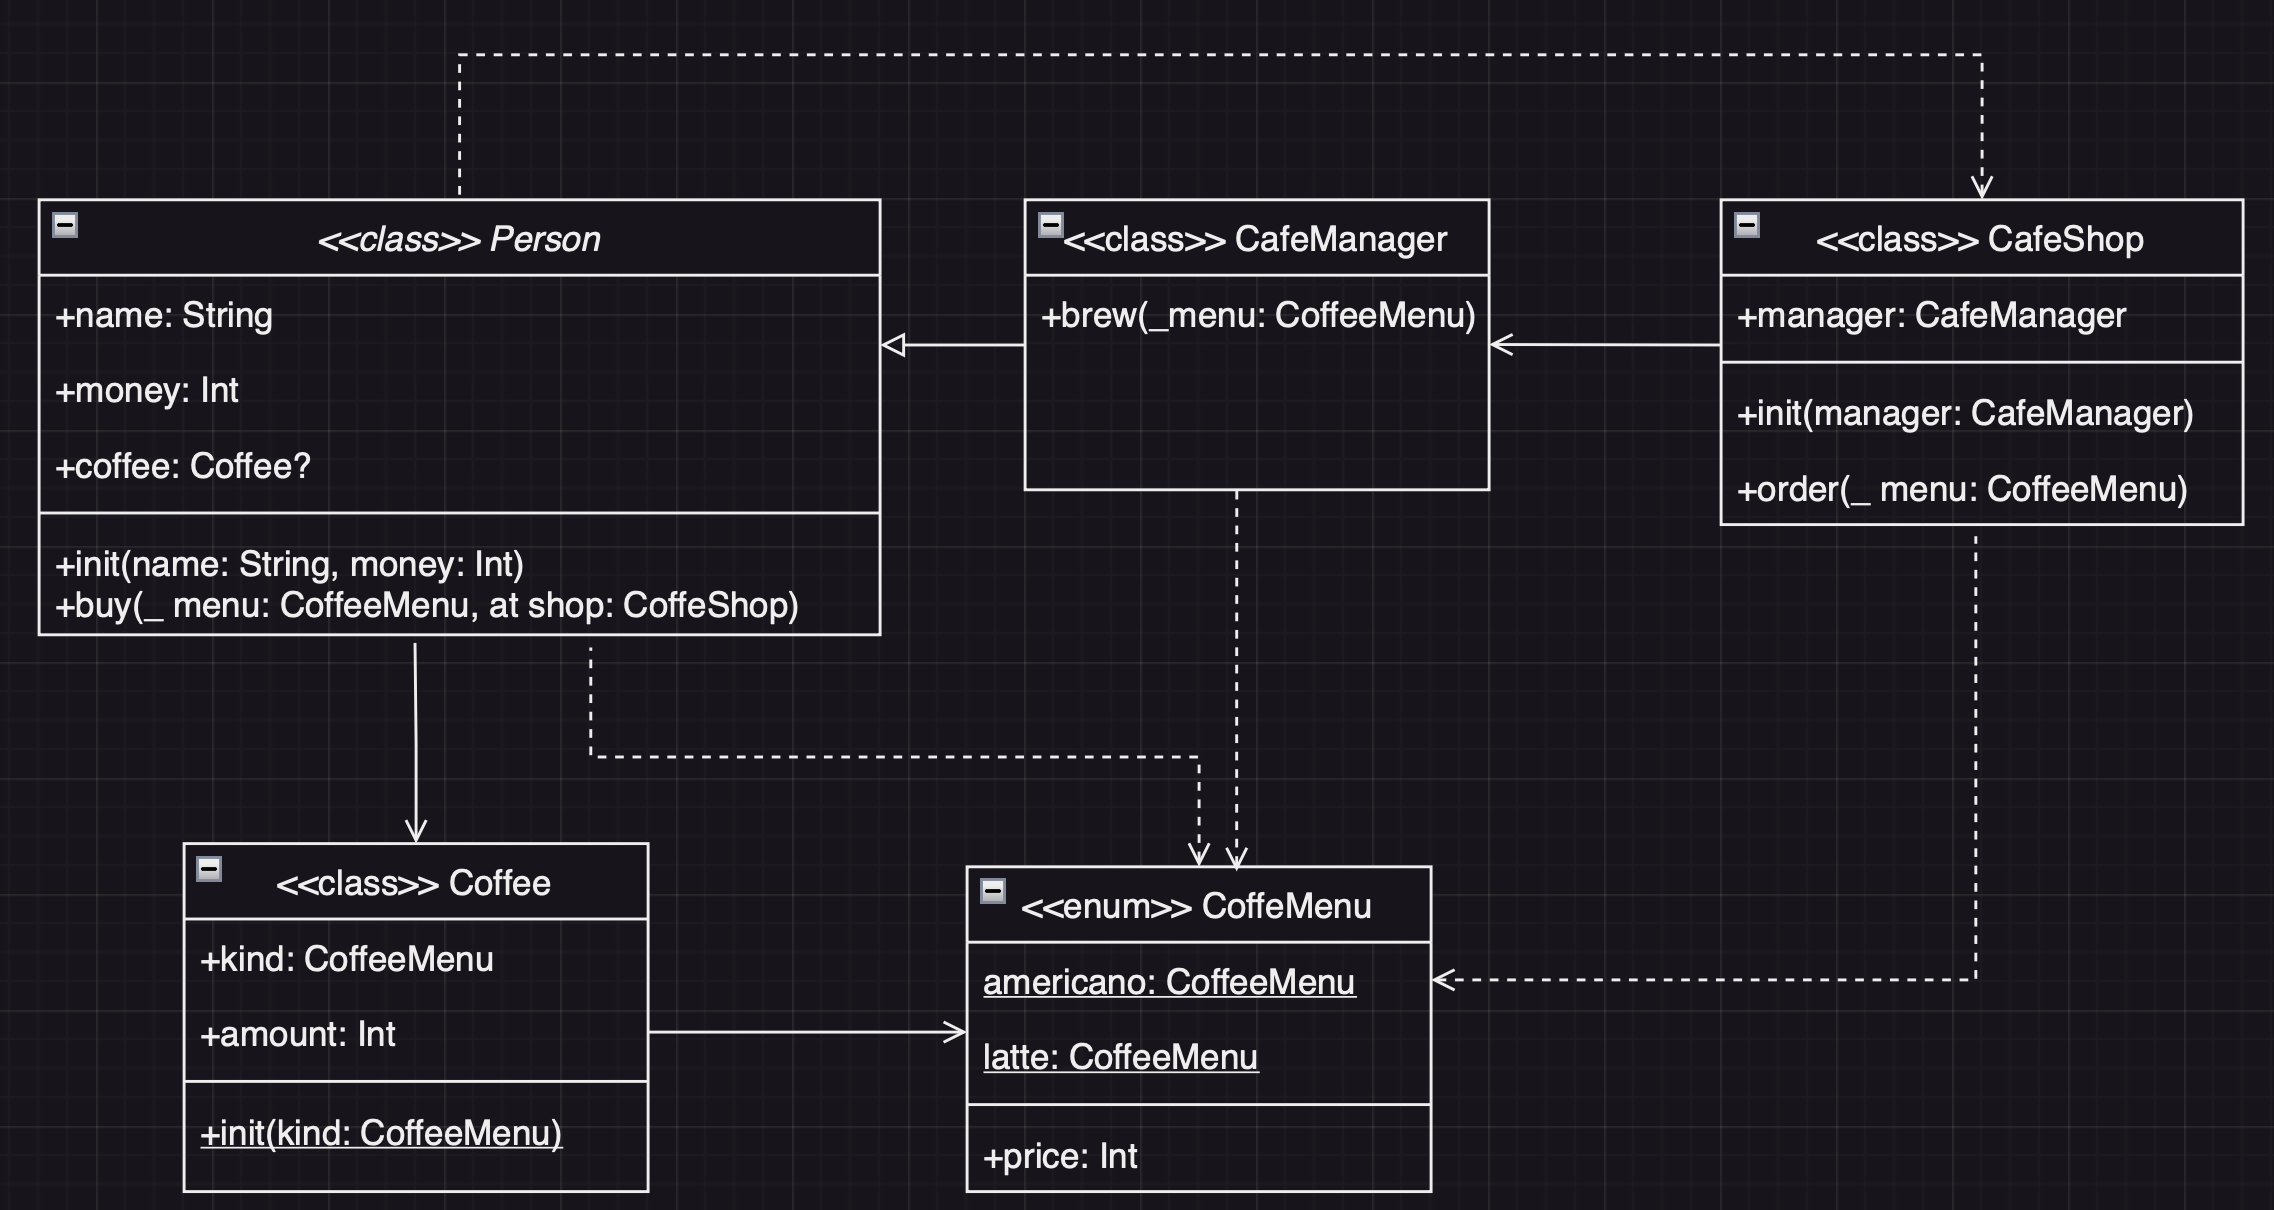 <<class>> Person
+name: String
+money: Int
+coffee: Coffee?
+init(name: String, money: Int)
+buy(_ menu: CoffeeMenu, at shop: CoffeShop)
<<class>> CafeManager
+brew(_menu: CoffeeMenu)
<<class>> CafeShop
+manager: CafeManager
+init(manager: CafeManager)
+order(_ menu: CoffeeMenu)
<<class>> Coffee
+kind: CoffeeMenu
+amount: Int
+init(kind: CoffeeMenu)
<<enum>> CoffeMenu
americano: CoffeeMenu
latte: CoffeeMenu
+price: Int